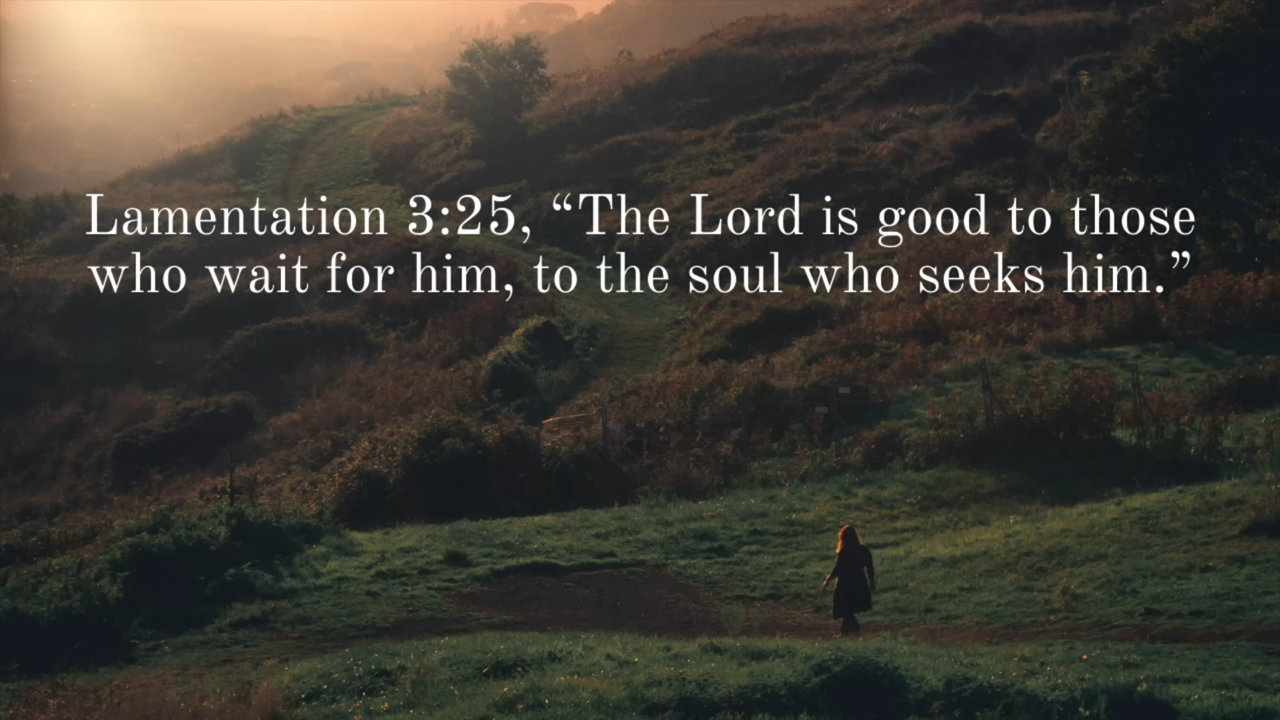 Lamentation 3:25, “The Lord is good to those
who wait for him, to the soul who seeks him.”